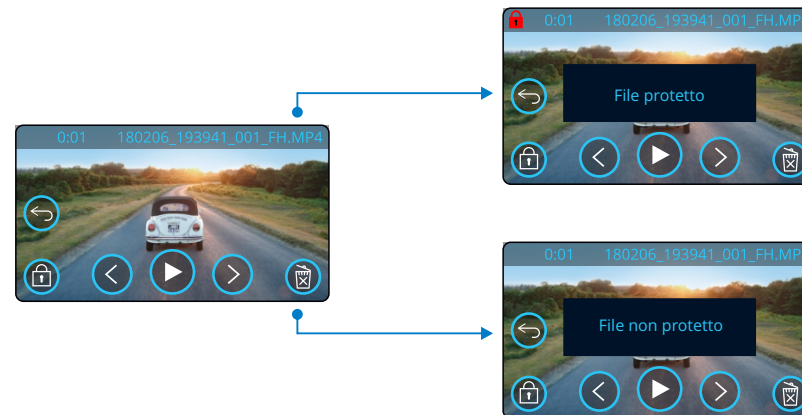 0:01 180206_193941_001_FH.MP4
0:01 180206_193941_001_FH.MP
File protetto
0:01 180206_193941_001_FH.MP
File non protetto